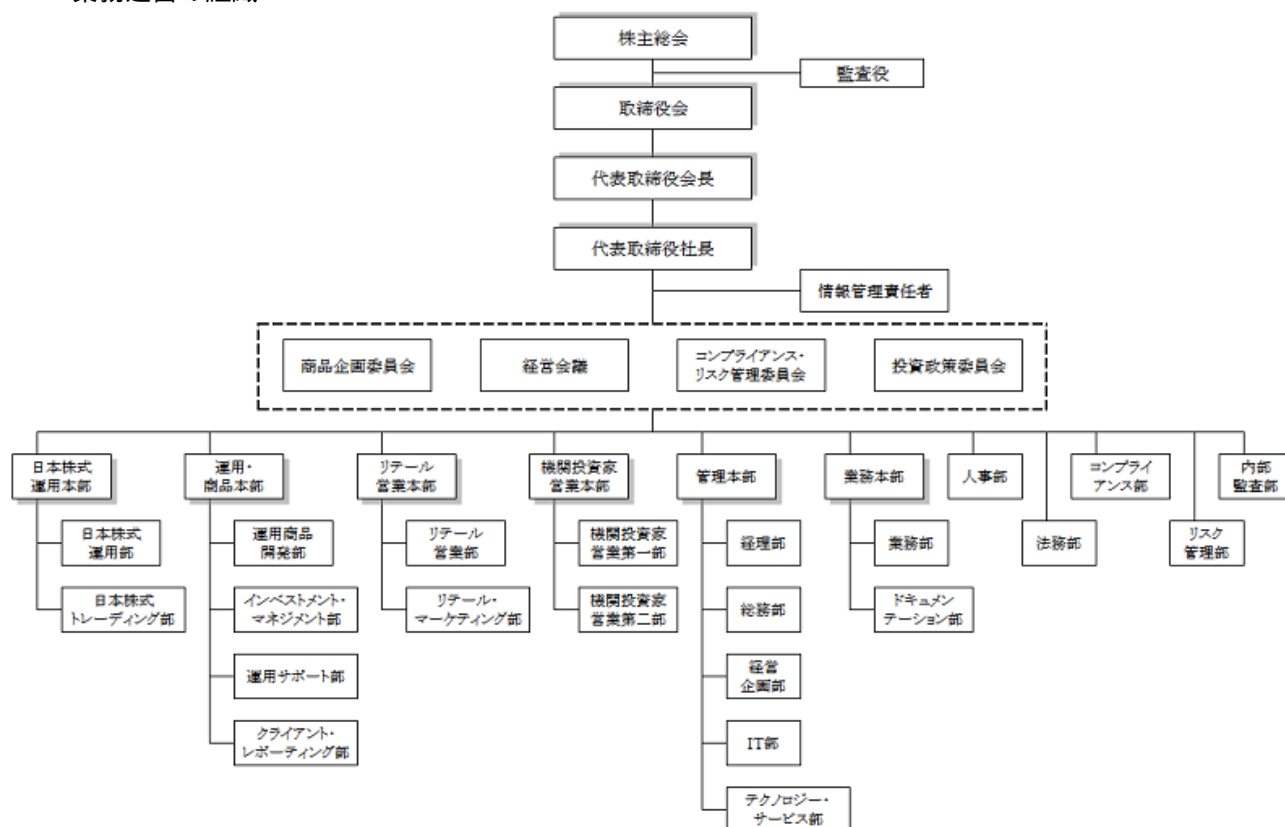 業務運営の組織
株主総会
監査役
取締役会
代表取締役会長
代表取締役社長
情報管理責任者
商品企画委員会
経営会議
コンプライアンス・
リスク管理委員会
投資政策委員会
日本株式
運用本部
運用・
商品本部
リテール
営業本部
機関投資家
営業本部
管理本部
業務本部
人事部
コンプライ
アンス部
内部
監査部
日本株式
運用部
運用商品
開発部
リテール
営業部
機関投資家
営業第一部
経理部
業務部
法務部
リスク
管理部
日本株式
トレーディング部
インベストメント・
マネジメント部
リテール・
マーケティング部
機関投資家
営業第二部
総務部
ドキュメン
テーション部
運用サポート部
経営
企画部
クライアント・
レポーティング部
IT部
テクノロジー・
サービス部